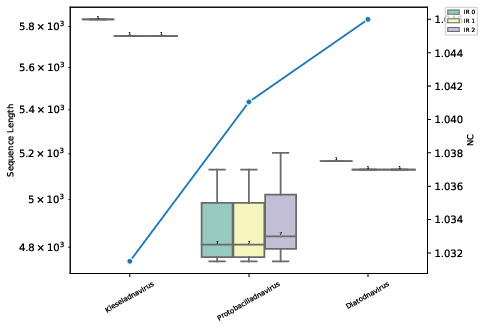 5.8 × 10³
5.6 × 10³
5.4 × 10³
5.2 × 10³
5 × 10³
4.8 × 10³
Sequence Length
Kieseladnavirus
Protobacilladnavirus
Diatodnavirus
1.044
1.042
1.040
1.038
1.036
1.034
1.032
NC
IR 0
IR 1
IR 2